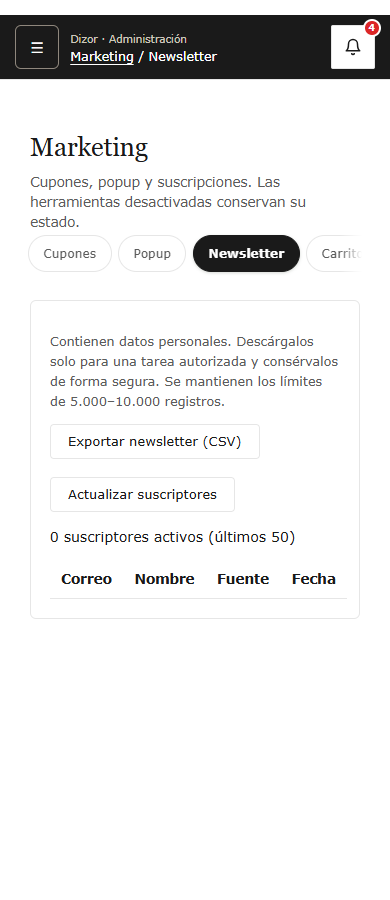 ☰
Dizor · Administración
Marketing / Newsletter
4
Marketing
Cupones, popup y suscripciones. Las
herramientas desactivadas conservan su
estado.
Cupones
Popup
Newsletter
Carrito
Contienen datos personales. Descárgalos
solo para una tarea autorizada y consérvalos
de forma segura. Se mantienen los límites
de 5.000–10.000 registros.
Exportar newsletter (CSV)
Actualizar suscriptores
0 suscriptores activos (últimos 50)
Correo Nombre Fuente Fecha